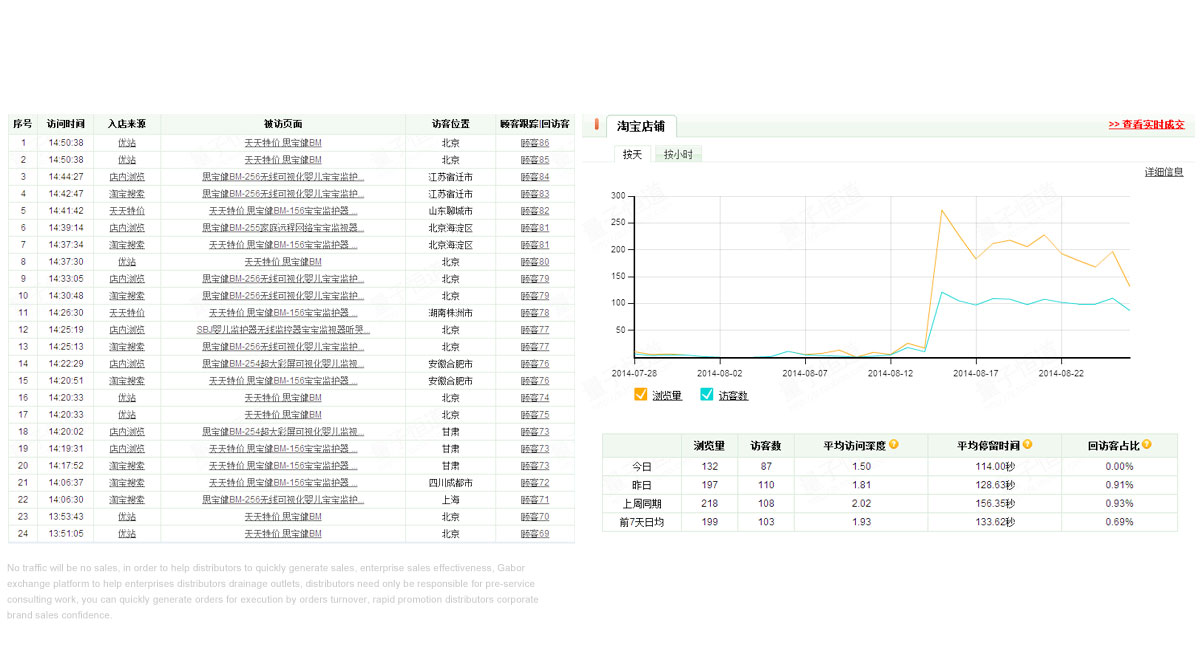 序号 访问时间 入店来源 被访页面 访客位置 顾客跟踪|回访客
1 14:50:38 优站 天天特价 思宝健BM 北京 顾客86
2 14:50:38 优站 天天特价 思宝健BM 北京 顾客85
3 14:44:27 店内浏览 思宝健BM-256无线可视化婴儿宝宝监护... 江苏宿迁市 顾客84
4 14:42:47 淘宝搜索 思宝健BM-256无线可视化婴儿宝宝监护... 江苏宿迁市 顾客83
5 14:41:42 天天特价 天天特价 思宝健BM-156宝宝监护器 ... 山东聊城市 顾客82
6 14:39:14 店内浏览 思宝健BM-255家庭远程网络宝宝监视器... 北京海淀区 顾客81
7 14:37:34 淘宝搜索 天天特价 思宝健BM-156宝宝监护器 ... 北京海淀区 顾客81
8 14:37:30 优站 天天特价 思宝健BM 北京 顾客80
9 14:33:05 店内浏览 思宝健BM-256无线可视化婴儿宝宝监护... 北京 顾客79
10 14:30:48 淘宝搜索 思宝健BM-256无线可视化婴儿宝宝监护... 北京 顾客79
11 14:26:30 天天特价 天天特价 思宝健BM-156宝宝监护器 ... 湖南株洲市 顾客78
12 14:25:19 店内浏览 SBJ婴儿监护器无线监控器宝宝监视器听哭... 北京 顾客77
13 14:25:13 淘宝搜索 思宝健BM-256无线可视化婴儿宝宝监护... 北京 顾客77
14 14:22:29 店内浏览 思宝健BM-254超大彩屏可视化婴儿监视... 安徽合肥市 顾客76
15 14:20:51 淘宝搜索 天天特价 思宝健BM-156宝宝监护器 ... 安徽合肥市 顾客76
16 14:20:33 优站 天天特价 思宝健BM 北京 顾客74
17 14:20:33 优站 天天特价 思宝健BM 北京 顾客75
18 14:20:02 店内浏览 思宝健BM-254超大彩屏可视化婴儿监视... 甘肃 顾客73
19 14:19:31 店内浏览 天天特价 思宝健BM-156宝宝监护器 ... 甘肃 顾客73
20 14:17:52 淘宝搜索 天天特价 思宝健BM-156宝宝监护器 ... 甘肃 顾客73
21 14:06:37 淘宝搜索 天天特价 思宝健BM-156宝宝监护器 ... 四川成都市 顾客72
22 14:06:30 淘宝搜索 思宝健BM-256无线可视化婴儿宝宝监护... 上海 顾客71
23 13:53:43 优站 天天特价 思宝健BM 北京 顾客70
24 13:51:05 优站 天天特价 思宝健BM 北京 顾客69
No traffic will be no sales, in order to help distributors to quickly generate sales, enterprise sales effectiveness, Gabor
exchange platform to help enterprises distributors drainage outlets, distributors need only be responsible for pre-service
consulting work, you can quickly generate orders for execution by orders turnover, rapid promotion distributors corporate
brand sales confidence.
淘宝店铺 >> 查看实时成交
按天 按小时
详细信息
300
250
200
150
100
50
2014-07-28 2014-08-02 2014-08-07 2014-08-12 2014-08-17 2014-08-22
浏览量 访客数
浏览量 访客数 平均访问深度 平均停留时间 回访客占比
今日 132 87 1.50 114.00秒 0.00%
昨日 197 110 1.81 128.63秒 0.91%
上周同期 218 108 2.02 156.35秒 0.93%
前7天日均 199 103 1.93 133.62秒 0.69%